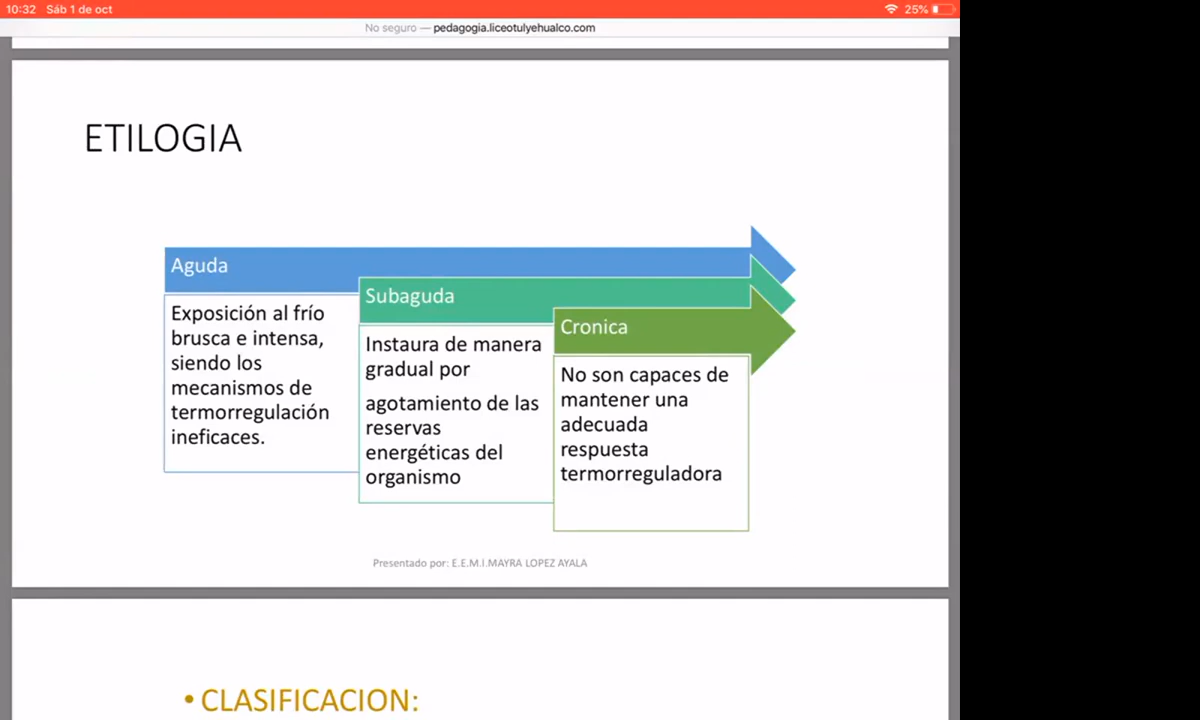 10:32 Sáb 1 de oct
25%
No seguro — pedagogia.liceotulyehualco.com
ETILOGIA
Aguda
Exposición al frío
brusca e intensa,
siendo los
mecanismos de
termorregulación
ineficaces.
Subaguda
Instaura de manera
gradual por
agotamiento de las
reservas
energéticas del
organismo
Cronica
No son capaces de
mantener una
adecuada
respuesta
termorreguladora
Presentado por: E.E.M.I.MAYRA LOPEZ AYALA
• CLASIFICACION: